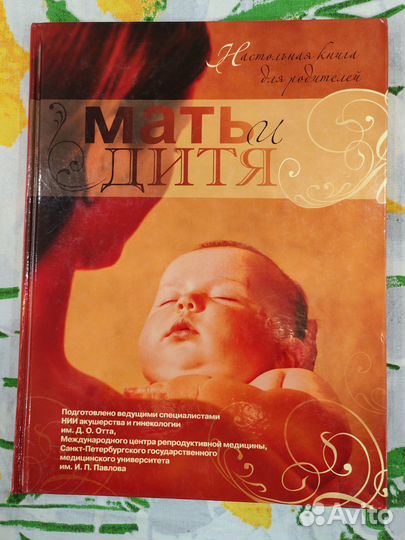 Настольная книга
для родителей
мать и
дитя
Подготовлено ведущими специалистами
НИИ акушерства и гинекологии
им. Д. О. Отта,
Международного центра репродуктивной медицины,
Санкт-Петербургского государственного
медицинского университета
им. И. П. Павлова
Avito